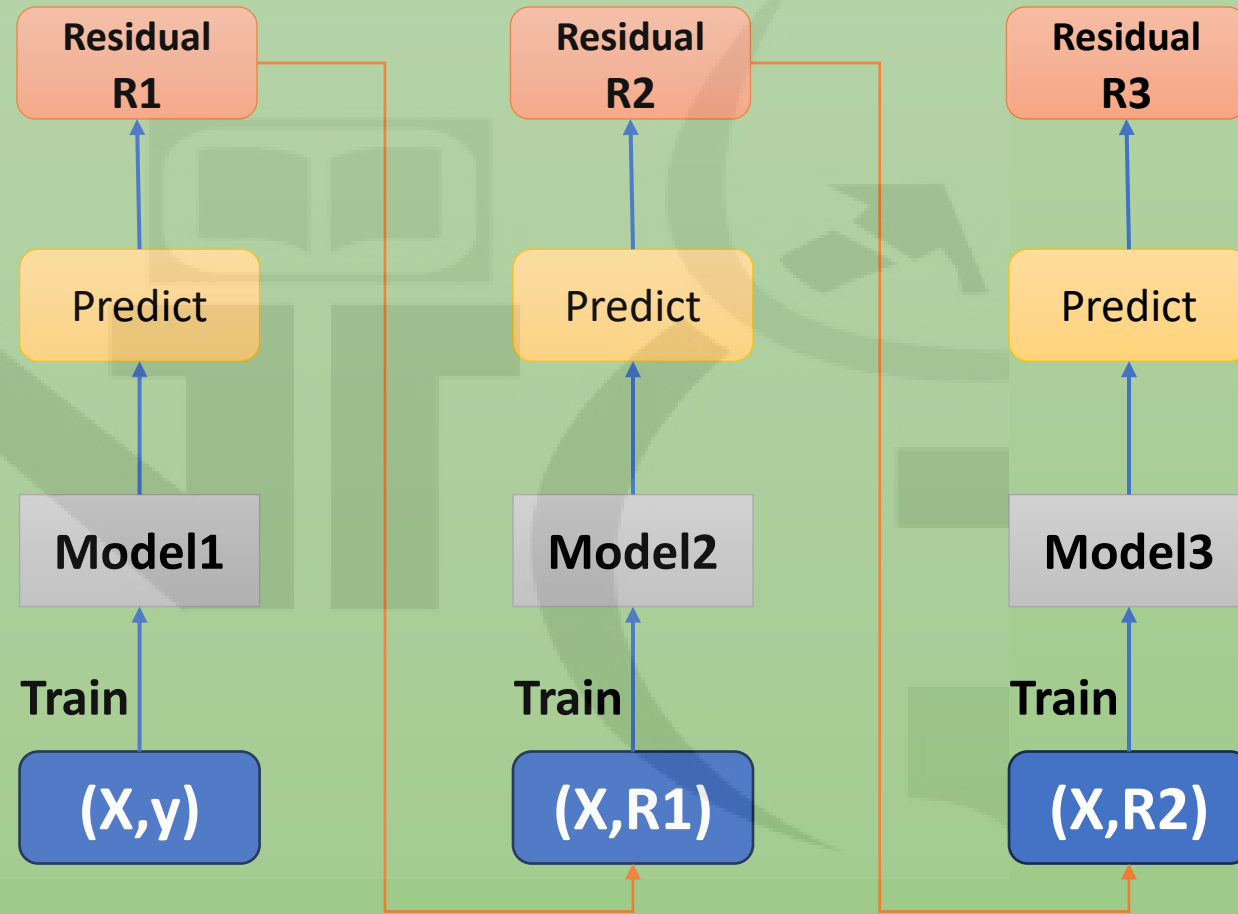 Residual
R1
Residual
R2
Residual
R3
Predict
Predict
Predict
Model1
Model2
Model3
Train
Train
Train
(X,y)
(X,R1)
(X,R2)